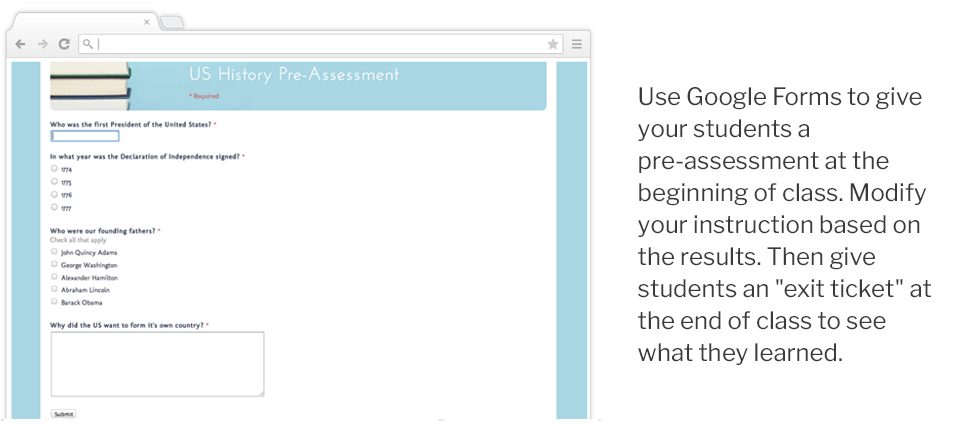 US History Pre-Assessment
* Required
Who was the first President of the United States? *
In what year was the Declaration of Independence signed? *
1774
1775
1776
1777
Who were our founding fathers? *
Check all that apply
John Quincy Adams
George Washington
Alexander Hamilton
Abraham Lincoln
Barack Obama
Why did the US want to form it's own country? *
Submit
Use Google Forms to give
your students a
pre-assessment at the
beginning of class. Modify
your instruction based on
the results. Then give
students an "exit ticket" at
the end of class to see
what they learned.